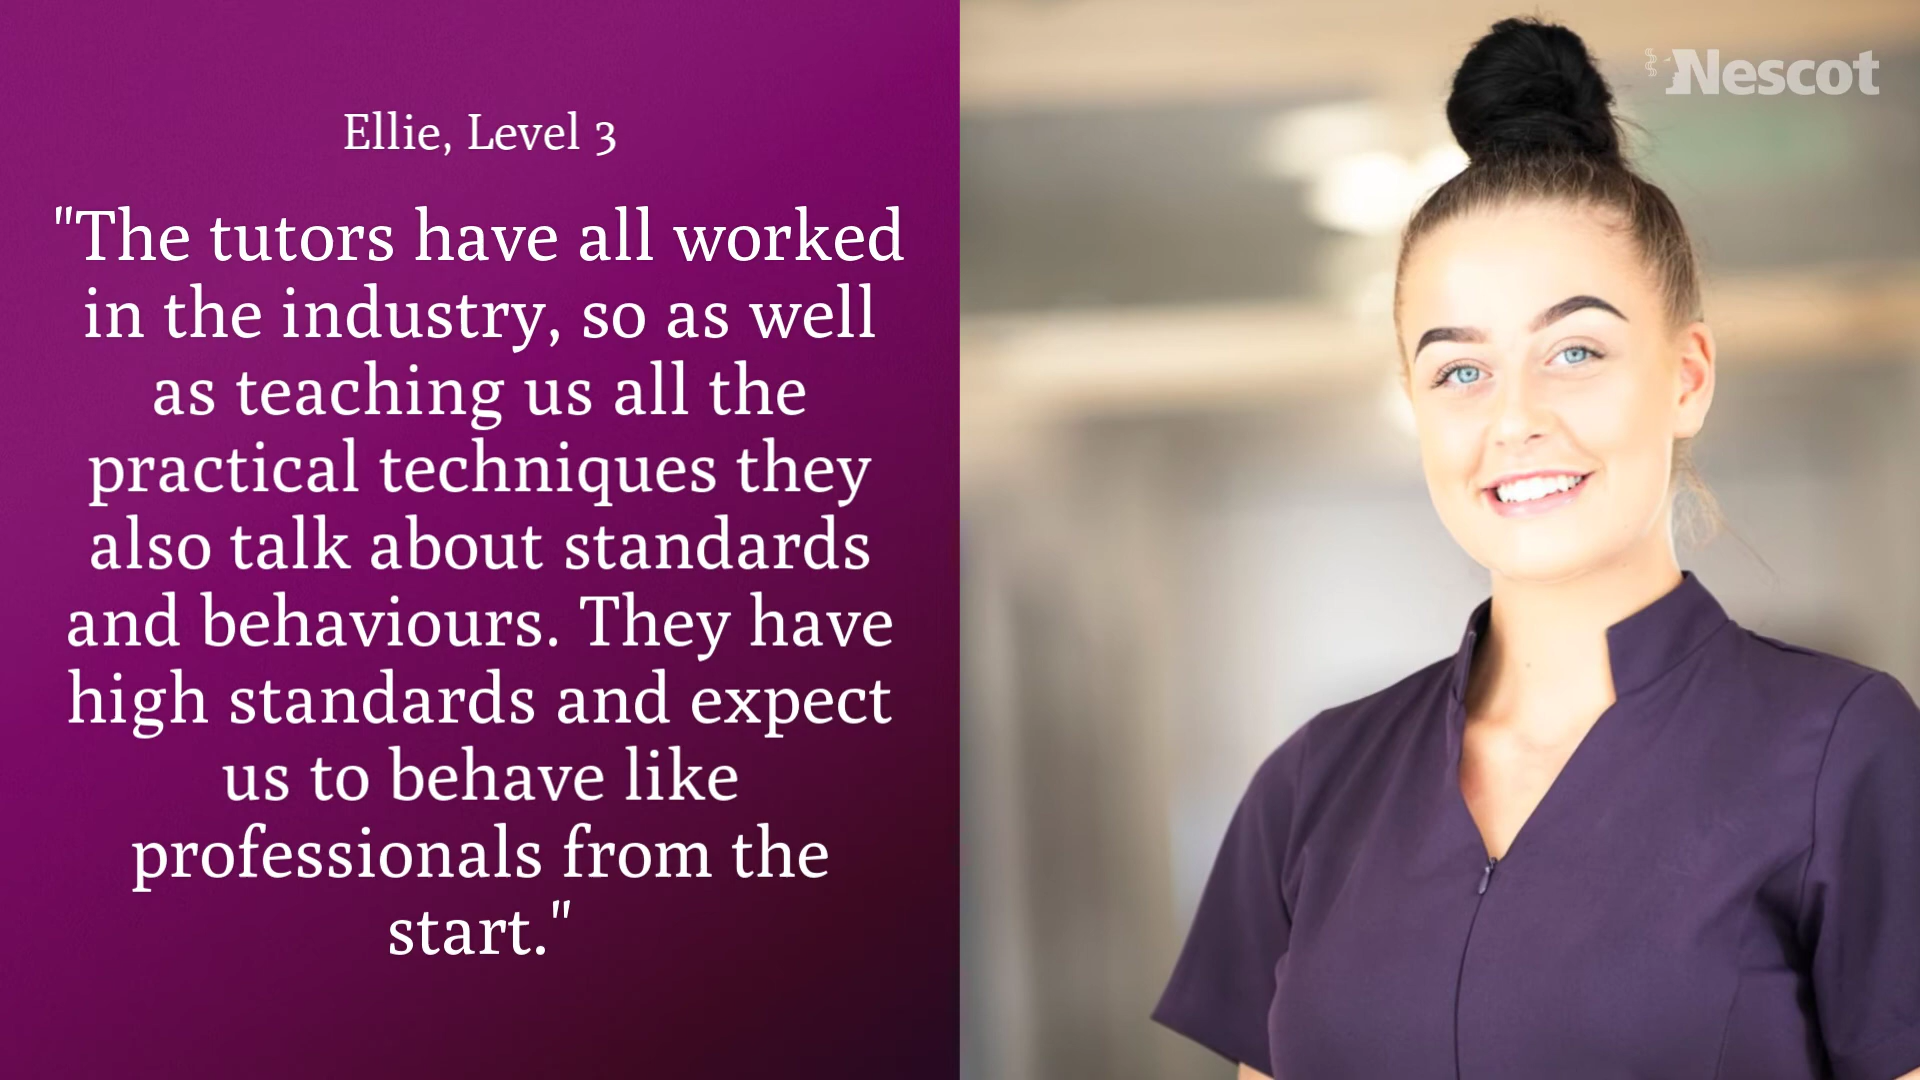 Ellie, Level 3
"The tutors have all worked
in the industry, so as well
as teaching us all the
practical techniques they
also talk about standards
and behaviours. They have
high standards and expect
us to behave like
professionals from the
start."
Nescot